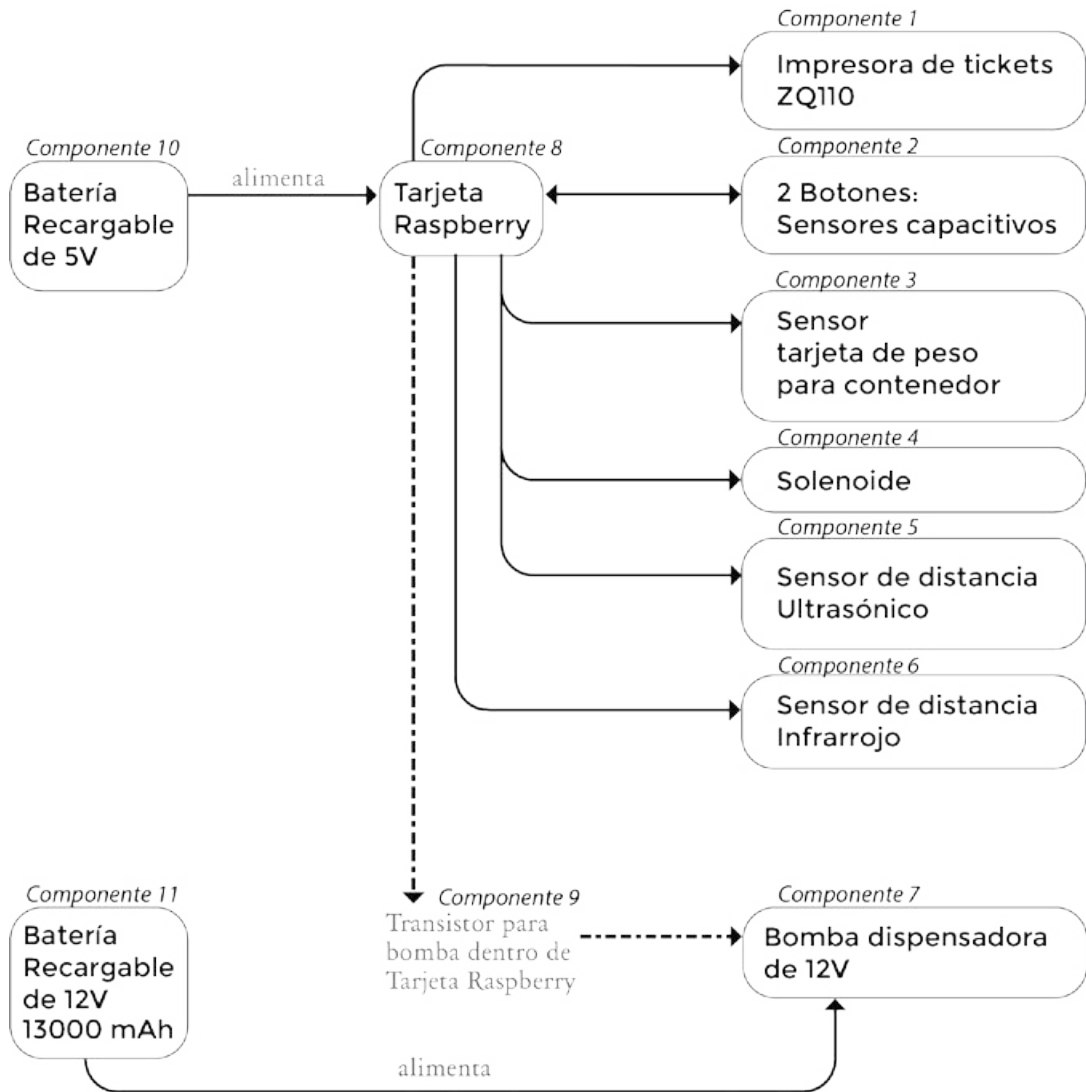 Componente 1
Impresora de tickets
ZQ110
Componente 10
Batería
Recargable
de 5V
alimenta
Componente 8
Tarjeta
Raspberry
Componente 2
2 Botones:
Sensores capacitivos
Componente 3
Sensor
tarjeta de peso
para contenedor
Componente 4
Solenoide
Componente 5
Sensor de distancia
Ultrasónico
Componente 6
Sensor de distancia
Infrarrojo
Componente 11
Batería
Recargable
de 12V
13000 mAh
Componente 9
Transistor para
bomba dentro de
Tarjeta Raspberry
Componente 7
Bomba dispensadora
de 12V
alimenta